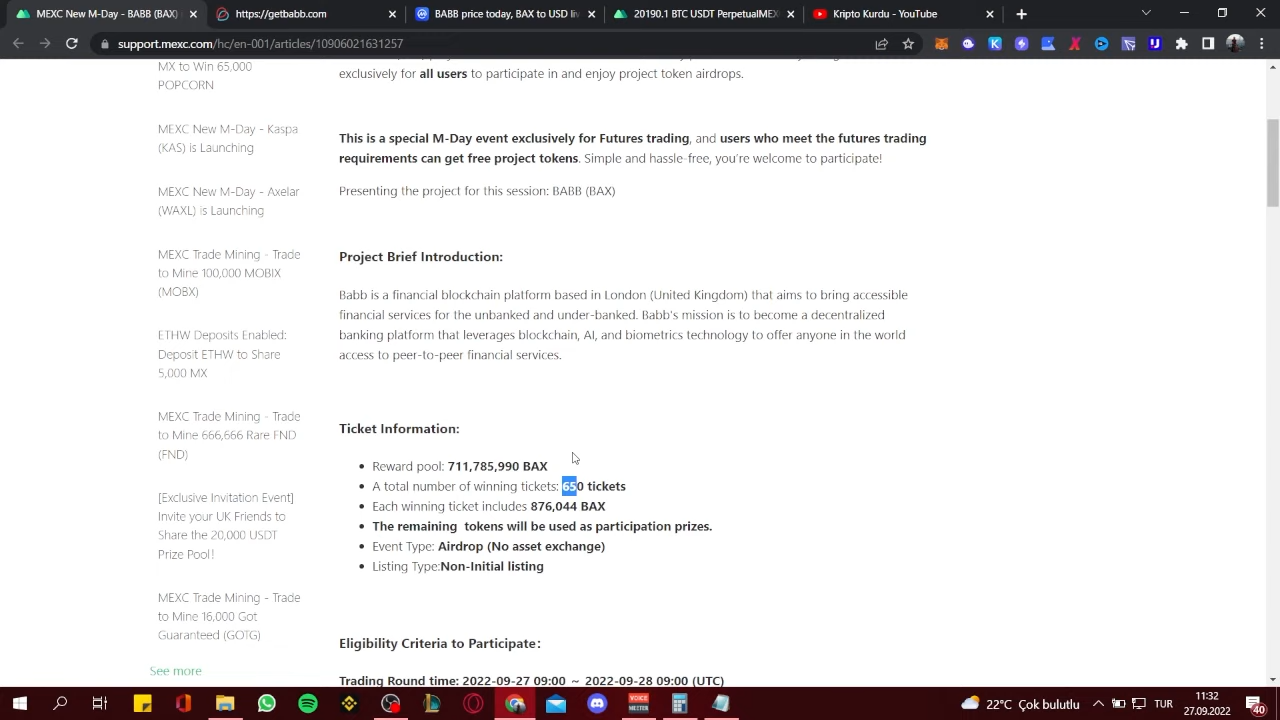 MEXC New M-Day – BABB (BAX)
https://getbabb.com
BABB price today, BAX to USD liv
20190.1 BTC USDT PerpetualMEX
Kripto Kurdu - YouTube
support.mexc.com/hc/en-001/articles/10906021631257
MX to Win 65,000
POPCORN
MEXC New M-Day - Kaspa
(KAS) is Launching
MEXC New M-Day - Axelar
(WAXL) is Launching
MEXC Trade Mining - Trade
to Mine 100,000 MOBIX
(MOBX)
ETHW Deposits Enabled:
Deposit ETHW to Share
5,000 MX
MEXC Trade Mining - Trade
to Mine 666,666 Rare FND
(FND)
[Exclusive Invitation Event]
Invite your UK Friends to
Share the 20,000 USDT
Prize Pool!
MEXC Trade Mining - Trade
to Mine 16,000 Got
Guaranteed (GOTG)
See more
exclusively for all users to participate in and enjoy project token airdrops.
This is a special M-Day event exclusively for Futures trading, and users who meet the futures trading
requirements can get free project tokens. Simple and hassle-free, you're welcome to participate!
Presenting the project for this session: BABB (BAX)
Project Brief Introduction:
Babb is a financial blockchain platform based in London (United Kingdom) that aims to bring accessible
financial services for the unbanked and under-banked. Babb's mission is to become a decentralized
banking platform that leverages blockchain, AI, and biometrics technology to offer anyone in the world
access to peer-to-peer financial services.
Ticket Information:
• Reward pool: 711,785,990 BAX
• A total number of winning tickets: 650 tickets
• Each winning ticket includes 876,044 BAX
• The remaining tokens will be used as participation prizes.
• Event Type: Airdrop (No asset exchange)
• Listing Type:Non-Initial listing
Eligibility Criteria to Participate:
Trading Round time: 2022-09-27 09:00 ~ 2022-09-28 09:00 (UTC)
22°C Çok bulutlu
TUR
11:32
27.09.2022
40